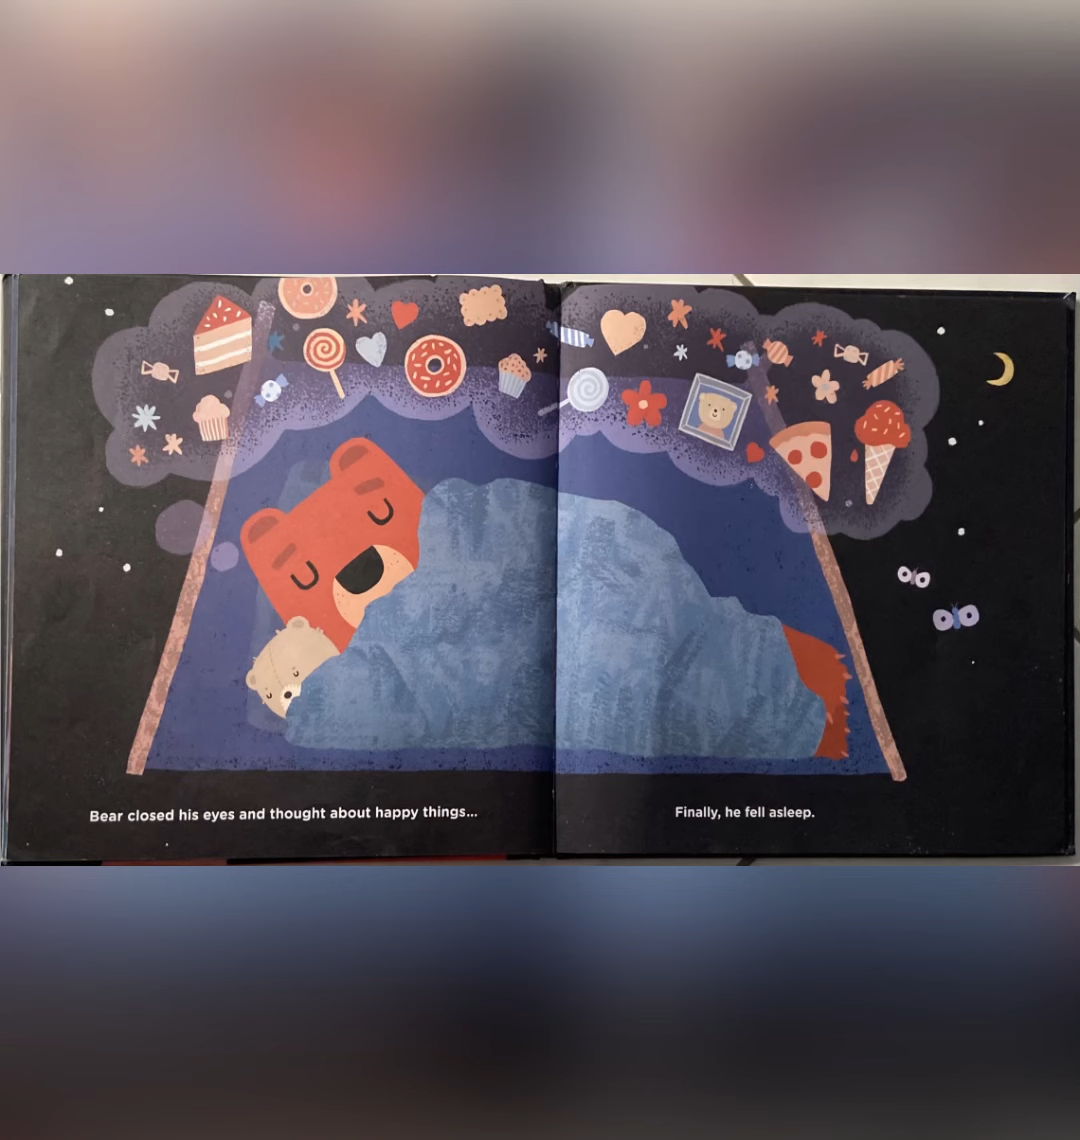 Bear closed his eyes and thought about happy things...
Finally, he fell asleep.